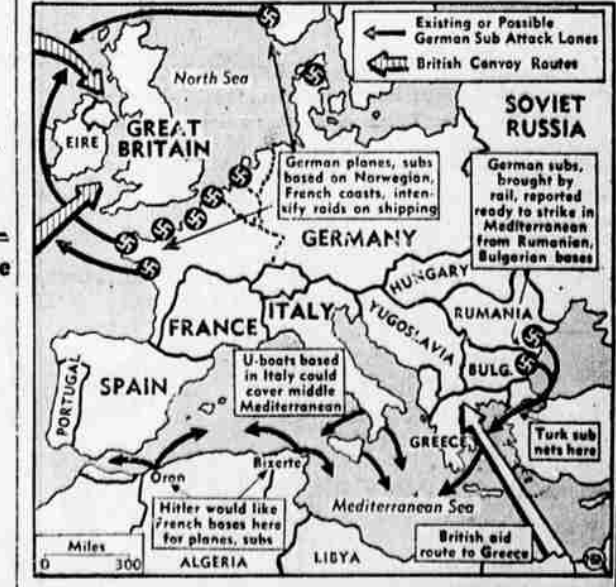 Existing or Possible
German Sub Attack Lanes
British Convoy Routes
North Sea
SOVIET
RUSSIA
EIRE
GREAT
BRITAIN
German planes, subs
based on Norwegian,
French coasts, inten-
sify raids on shipping
German subs,
brought by
rail, reported
ready to strike in
Mediterranean
from Rumanian,
Bulgarian bases
GERMANY
HUNGARY
FRANCE
ITALY
YUGOSLAVIA
RUMANIA
U-boats based
in Italy could
cover middle
Mediterranean
BULG.
PORTUGAL
SPAIN
GREECE
Turk sub
nets here
Oran
Bizerte
Hitler would like
French bases here
for planes, subs
Mediterranean Sea
British aid
route to Greece
Miles
0 300
ALGERIA
LIBYA